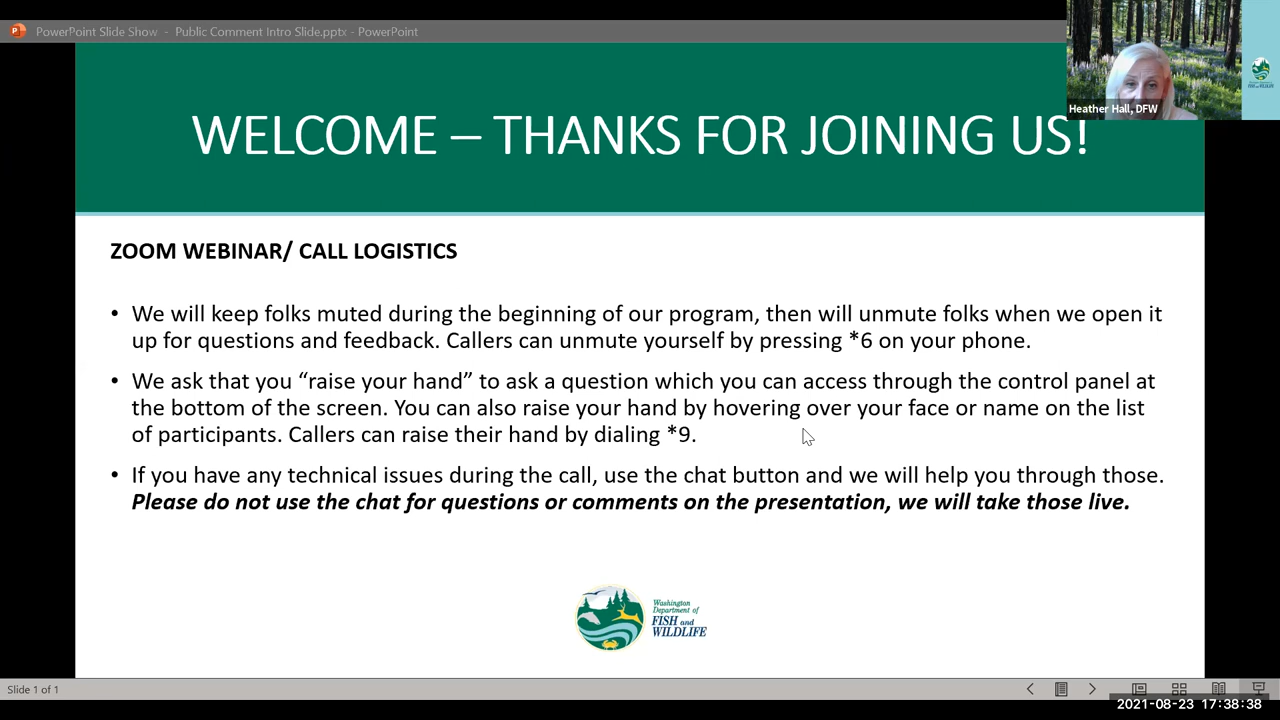 PowerPoint Slide Show - Public Comment Intro Slide.pptx - PowerPoint
Heather Hall, DFW
WELCOME – THANKS FOR JOINING US!
ZOOM WEBINAR/ CALL LOGISTICS
• We will keep folks muted during the beginning of our program, then will unmute folks when we open it
up for questions and feedback. Callers can unmute yourself by pressing *6 on your phone.
• We ask that you “raise your hand” to ask a question which you can access through the control panel at
the bottom of the screen. You can also raise your hand by hovering over your face or name on the list
of participants. Callers can raise their hand by dialing *9.
• If you have any technical issues during the call, use the chat button and we will help you through those.
Please do not use the chat for questions or comments on the presentation, we will take those live.
Washington
Department of
FISH and
WILDLIFE
Slide 1 of 1
2021-08-23 17:38:38